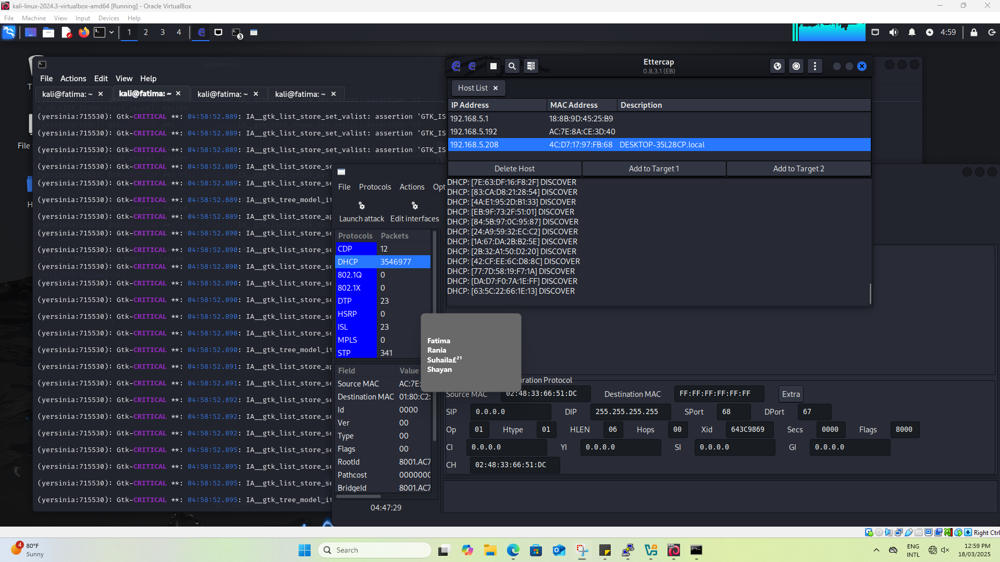 kali-linux-2024.3-virtualbox-amd64 [Running] - Oracle VirtualBox
File Machine View Input Devices Help
1 2 3 4
3
4:59
File Actions Edit View Help
kali@fatima: ~ kali@fatima: ~ kali@fatima: ~ kali@fatima: ~
(yersinia:715530): Gtk-CRITICAL **: 04:58:52.889: IA__gtk_list_store_set_valist: assertion 'GTK_IS
(yersinia:715530): Gtk-CRITICAL **: 04:58:52.889: IA__gtk_list_store_set_valist: assertion 'GTK_IS
(yersinia:715530): Gtk-CRITICAL **: 04:58:52.889: IA__gtk_list_store_set_valist: assertion 'GTK_IS
(yersinia:715530): Gtk-CRITICAL **: 04:58:52.889: IA__gtk_list_store_se
(yersinia:715530): Gtk-CRITICAL **: 04:58:52.889: IA__gtk_list_store_se
(yersinia:715530): Gtk-CRITICAL **: 04:58:52.889: IA__gtk_tree_model_it
(yersinia:715530): Gtk-CRITICAL **: 04:58:52.889: IA__gtk_list_store_ap
(yersinia:715530): Gtk-CRITICAL **: 04:58:52.890: IA__gtk_list_store_se
(yersinia:715530): Gtk-CRITICAL **: 04:58:52.890: IA__gtk_list_store_se
(yersinia:715530): Gtk-CRITICAL **: 04:58:52.890: IA__gtk_list_store_se
(yersinia:715530): Gtk-CRITICAL **: 04:58:52.890: IA__gtk_list_store_se
(yersinia:715530): Gtk-CRITICAL **: 04:58:52.890: IA__gtk_list_store_se
(yersinia:715530): Gtk-CRITICAL **: 04:58:52.890: IA__gtk_list_store_se
(yersinia:715530): Gtk-CRITICAL **: 04:58:52.890: IA__gtk_list_store_se
(yersinia:715530): Gtk-CRITICAL **: 04:58:52.890: IA__gtk_tree_model_it
(yersinia:715530): Gtk-CRITICAL **: 04:58:52.891: IA__gtk_list_store_ap
(yersinia:715530): Gtk-CRITICAL **: 04:58:52.891: IA__gtk_list_store_se
(yersinia:715530): Gtk-CRITICAL **: 04:58:52.892: IA__gtk_list_store_se
(yersinia:715530): Gtk-CRITICAL **: 04:58:52.892: IA__gtk_list_store_se
(yersinia:715530): Gtk-CRITICAL **: 04:58:52.892: IA__gtk_list_store_se
(yersinia:715530): Gtk-CRITICAL **: 04:58:52.895: IA__gtk_list_store_se
(yersinia:715530): Gtk-CRITICAL **: 04:58:52.895: IA__gtk_list_store_se
(yersinia:715530): Gtk-CRITICAL **: 04:58:52.895: IA__gtk_list_store_se
(yersinia:715530): Gtk-CRITICAL **: 04:58:52.895: IA__gtk_tree_model_it
Ettercap
0.8.3.1 (EB)
Host List
IP Address MAC Address Description
192.168.5.1 18:8B:9D:45:25:B9
192.168.5.192 AC:7E:8A:CE:3D:40
192.168.5.208 4C:D7:17:97:FB:68 DESKTOP-35L28CP.local
Delete Host Add to Target 1 Add to Target 2
DHCP: [7E:63:DF:16:F8:2F] DISCOVER
DHCP: [83:CA:D8:21:28:54] DISCOVER
DHCP: [4A:E1:95:2D:B1:33] DISCOVER
DHCP: [EB:9F:73:2F:51:01] DISCOVER
DHCP: [84:5B:97:0C:95:87] DISCOVER
DHCP: [24:A9:59:32:EC:C2] DISCOVER
DHCP: [1A:67:DA:2B:B2:5E] DISCOVER
DHCP: [2B:32:A1:50:D2:20] DISCOVER
DHCP: [42:CF:EE:6C:D8:8C] DISCOVER
DHCP: [77:7D:58:19:F7:1A] DISCOVER
DHCP: [DA:D7:F0:7A:1E:FF] DISCOVER
DHCP: [63:5C:22:66:1E:13] DISCOVER
File Protocols Actions Opt
Launch attack Edit interfaces
Protocols Packets
CDP 12
DHCP 3546977
802.1Q 0
802.1X 0
DTP 23
HSRP 0
ISL 23
MPLS 0
STP 341
Field Value
Source MAC AC:7E:
Destination MAC 01:80:C2:
Id 0000
Ver 00
Type 00
Flags 00
RootId 8001.AC7
Pathcost 0000000
BridgeId 8001.AC7
04:47:29
Fatima
Rania
Suhaila£²¹
Shayan
uration Protocol
Source MAC 02:48:33:66:51:DC Destination MAC FF:FF:FF:FF:FF:FF Extra
SIP 0.0.0.0 DIP 255.255.255.255 SPort 68 DPort 67
Op 01 Htype 01 HLEN 06 Hops 00 Xid 643C9869 Secs 0000 Flags 8000
CI 0.0.0.0 YI 0.0.0.0 SI 0.0.0.0 GI 0.0.0.0
CH 02:48:33:66:51:DC
Right Ctrl
4
80°F
Sunny
Search
ENG
INTL
12:59 PM
18/03/2025